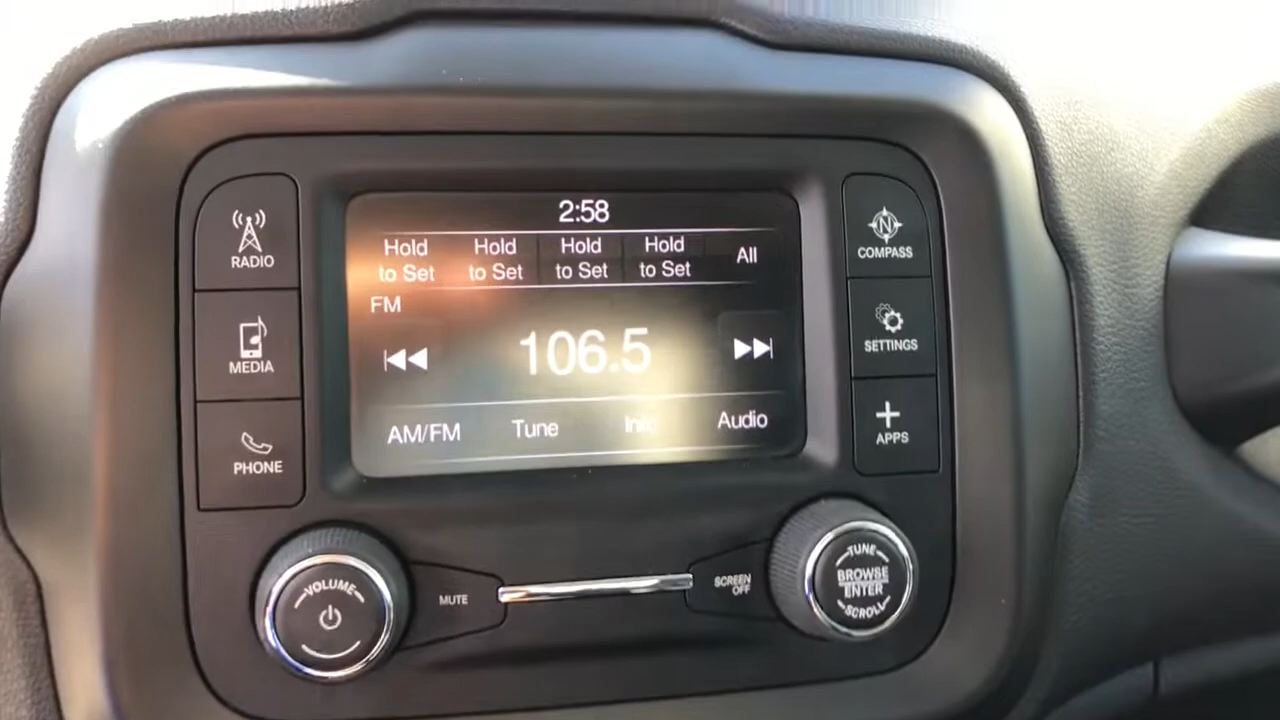 2:58
Hold to Set
Hold to Set
Hold to Set
Hold to Set
All
FM
106.5
AM/FM Tune Info Audio
RADIO
MEDIA
PHONE
COMPASS
N
SETTINGS
APPS
VOLUME
MUTE
SCREEN
OFF
TUNE
BROWSE
ENTER
SCROLL